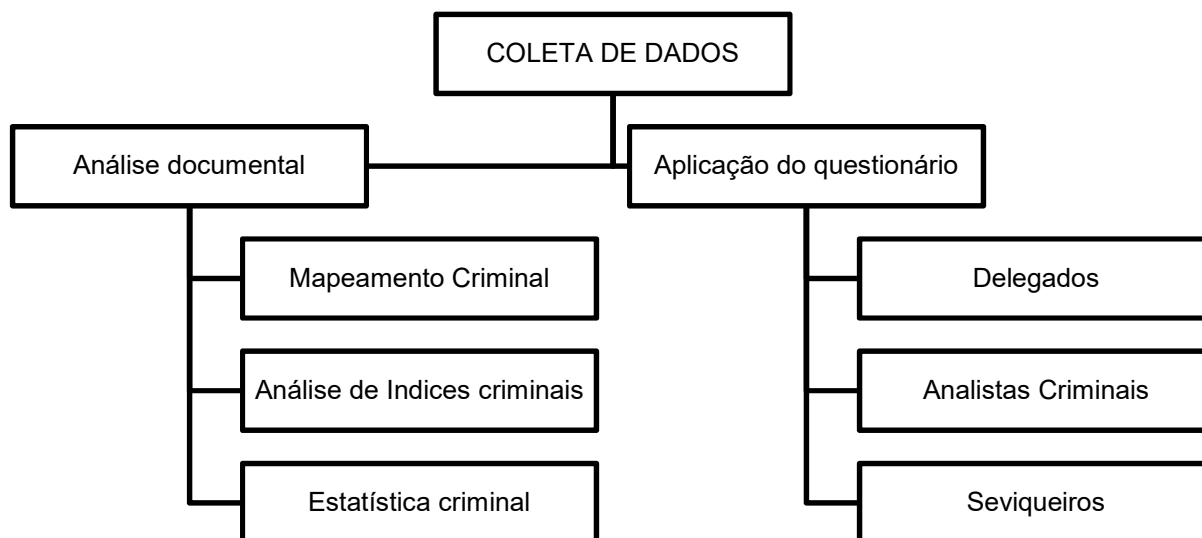 COLETA DE DADOS
Análise documental
Aplicação do questionário
Mapeamento Criminal
Delegados
Análise de Indices criminais
Analistas Criminais
Estatística criminal
Seviqueiros